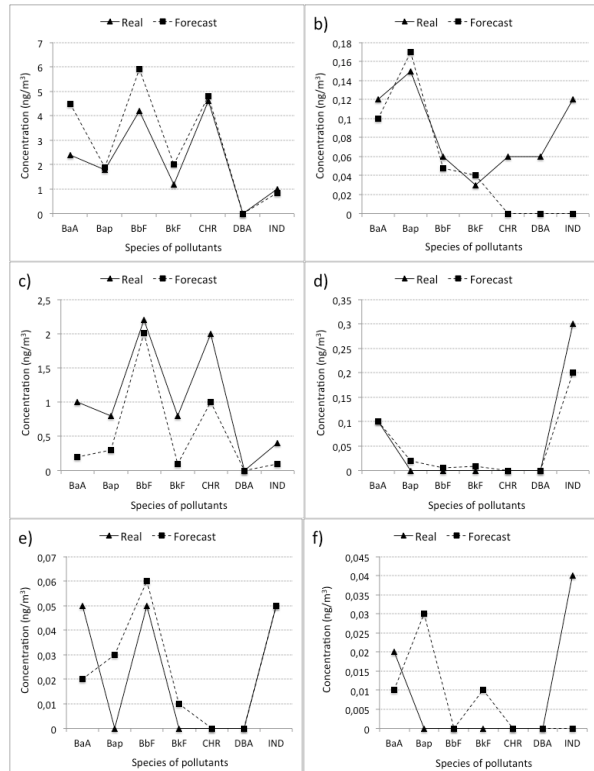 a)
Real Forecast
Concentration (ng/m³)
7
6
5
4
3
2
1
0
BaA Bap BbF BkF CHR DBA IND
Species of pollutants
b)
Real Forecast
Concentration (ng/m³)
0,18
0,16
0,14
0,12
0,1
0,08
0,06
0,04
0,02
0
BaA Bap BbF BkF CHR DBA IND
Species of pollutants
c)
Real Forecast
Concentration (ng/m³)
2,5
2
1,5
1
0,5
0
BaA Bap BbF BkF CHR DBA IND
Species of pollutants
d)
Real Forecast
Concentration (ng/m³)
0,35
0,3
0,25
0,2
0,15
0,1
0,05
0
BaA Bap BbF BkF CHR DBA IND
Species of pollutants
e)
Real Forecast
Concentration (ng/m³)
0,07
0,06
0,05
0,04
0,03
0,02
0,01
0
BaA Bap BbF BkF CHR DBA IND
Species of pollutants
f)
Real Forecast
Concentration (ng/m³)
0,045
0,04
0,035
0,03
0,025
0,02
0,015
0,01
0,005
0
BaA Bap BbF BkF CHR DBA IND
Species of pollutants